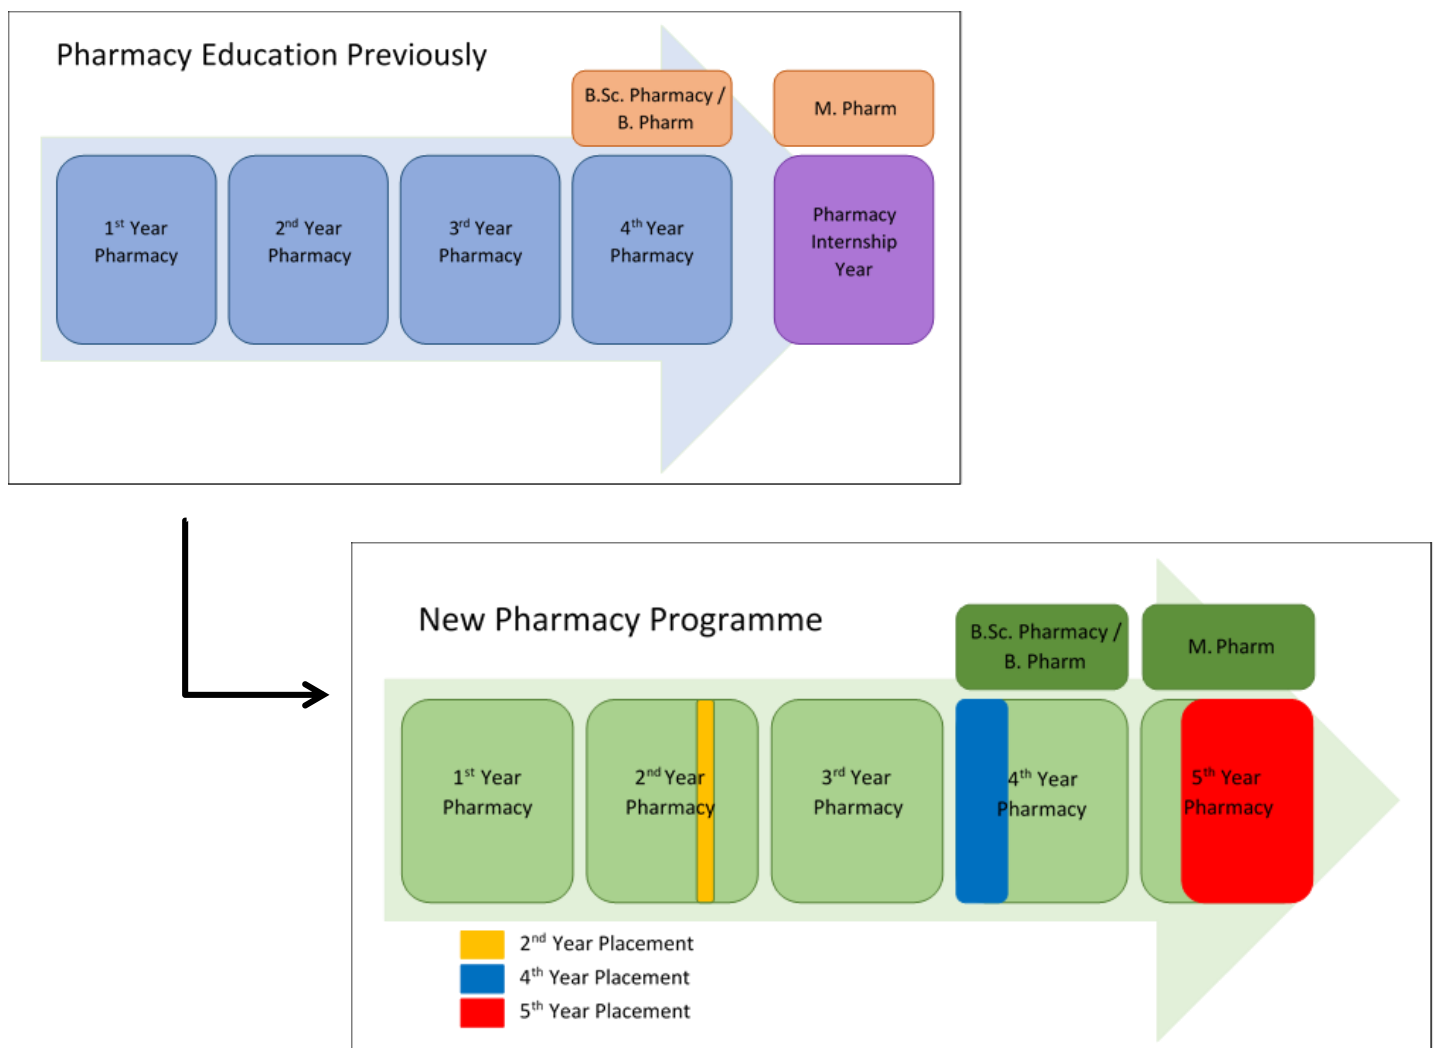 Pharmacy Education Previously
B.Sc. Pharmacy /
B. Pharm
M. Pharm
1st Year
Pharmacy
2nd Year
Pharmacy
3rd Year
Pharmacy
4th Year
Pharmacy
Pharmacy
Internship
Year
New Pharmacy Programme
B.Sc. Pharmacy /
B. Pharm
M. Pharm
1st Year
Pharmacy
2nd Year
Pharmacy
3rd Year
Pharmacy
4th Year
Pharmacy
5th Year
Pharmacy
2nd Year Placement
4th Year Placement
5th Year Placement